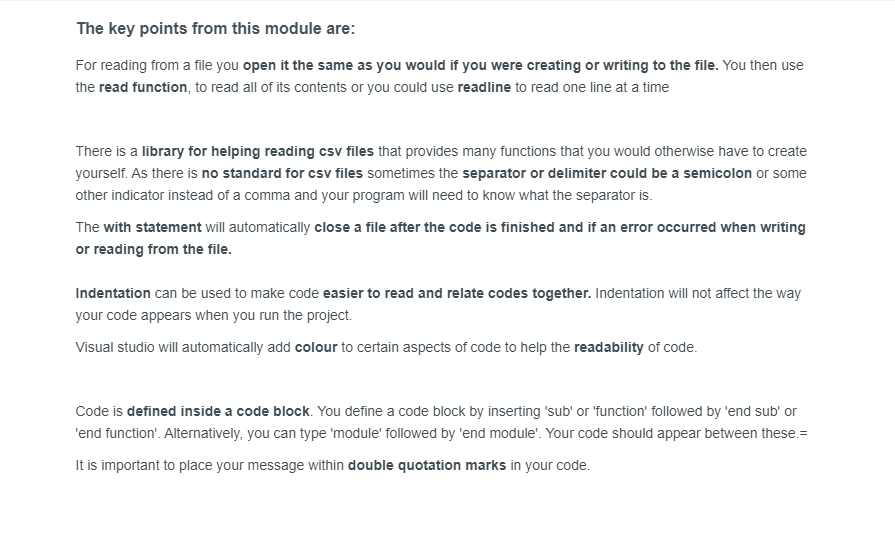 The key points from this module are:
For reading from a file you open it the same as you would if you were creating or writing to the file. You then use
the read function, to read all of its contents or you could use readline to read one line at a time
There is a library for helping reading csv files that provides many functions that you would otherwise have to create
yourself. As there is no standard for csv files sometimes the separator or delimiter could be a semicolon or some
other indicator instead of a comma and your program will need to know what the separator is.
The with statement will automatically close a file after the code is finished and if an error occurred when writing
or reading from the file.
Indentation can be used to make code easier to read and relate codes together. Indentation will not affect the way
your code appears when you run the project.
Visual studio will automatically add colour to certain aspects of code to help the readability of code.
Code is defined inside a code block. You define a code block by inserting 'sub' or 'function' followed by 'end sub' or
'end function'. Alternatively, you can type 'module' followed by 'end module'. Your code should appear between these.=
It is important to place your message within double quotation marks in your code.